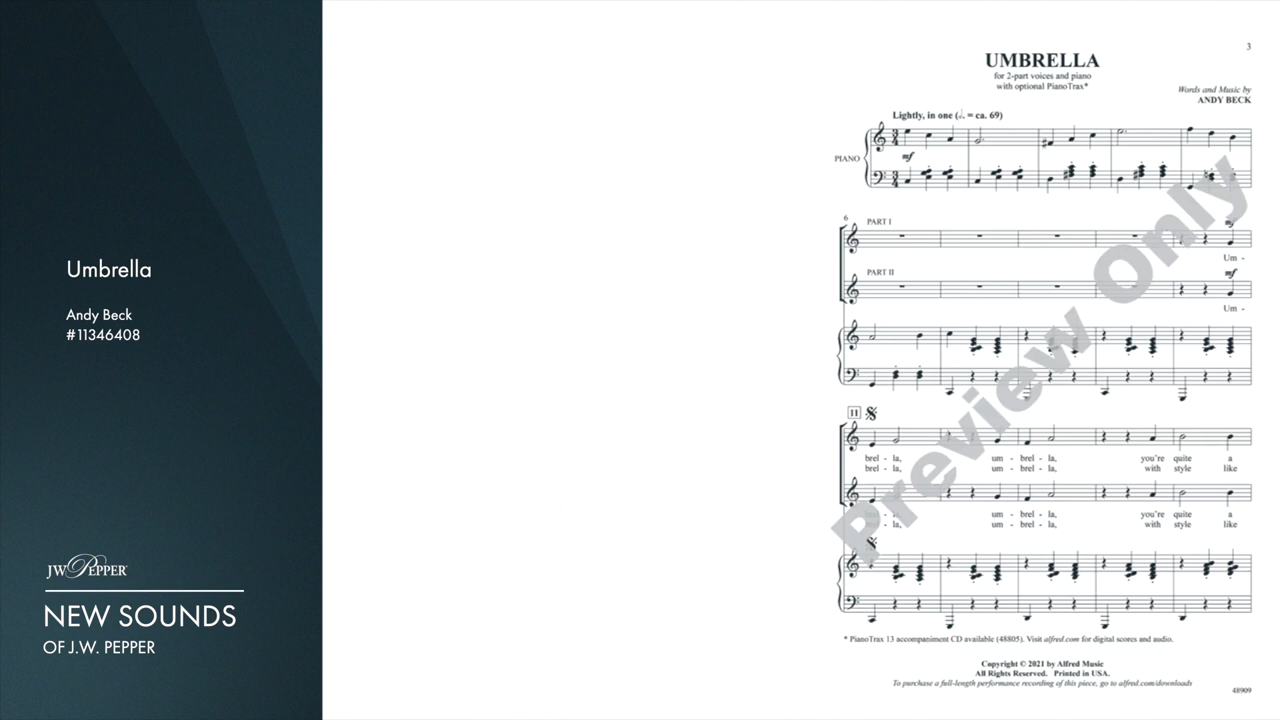 Umbrella
Andy Beck
#11346408
JW PEPPER
NEW SOUNDS
OF J.W. PEPPER
3
UMBRELLA
for 2-part voices and piano
with optional PianoTrax*
Words and Music by
ANDY BECK
Lightly, in one (𝅗𝅥. = ca. 69)
PIANO
mf
6
PART I
mf
Um -
PART II
mf
Um -
11
brel - la, um - brel - la, you're quite a
brel - la, um - brel - la, with style like
brel - la, um - brel - la, you're quite a
brel - la, um - brel - la, with style like
Preview Only
* PianoTrax 13 accompaniment CD available (48805). Visit alfred.com for digital scores and audio.
Copyright © 2021 by Alfred Music
All Rights Reserved. Printed in USA.
To purchase a full-length performance recording of this piece, go to alfred.com/downloads
48909